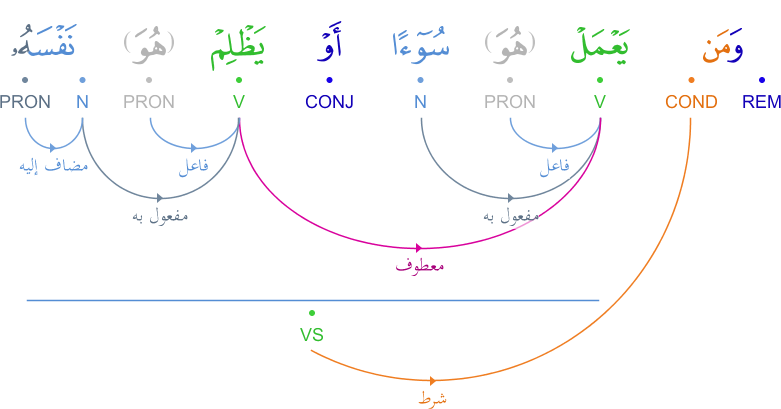 وَمَن يَعْمَلْ (هُوَ) سُوٓءًا أَوْ يَظْلِمْ (هُوَ) نَفْسَهُۥ
REM COND V PRON N CONJ V PRON N PRON
فاعل فاعل مضاف إليه
مفعول به مفعول به
معطوف
VS
شرط